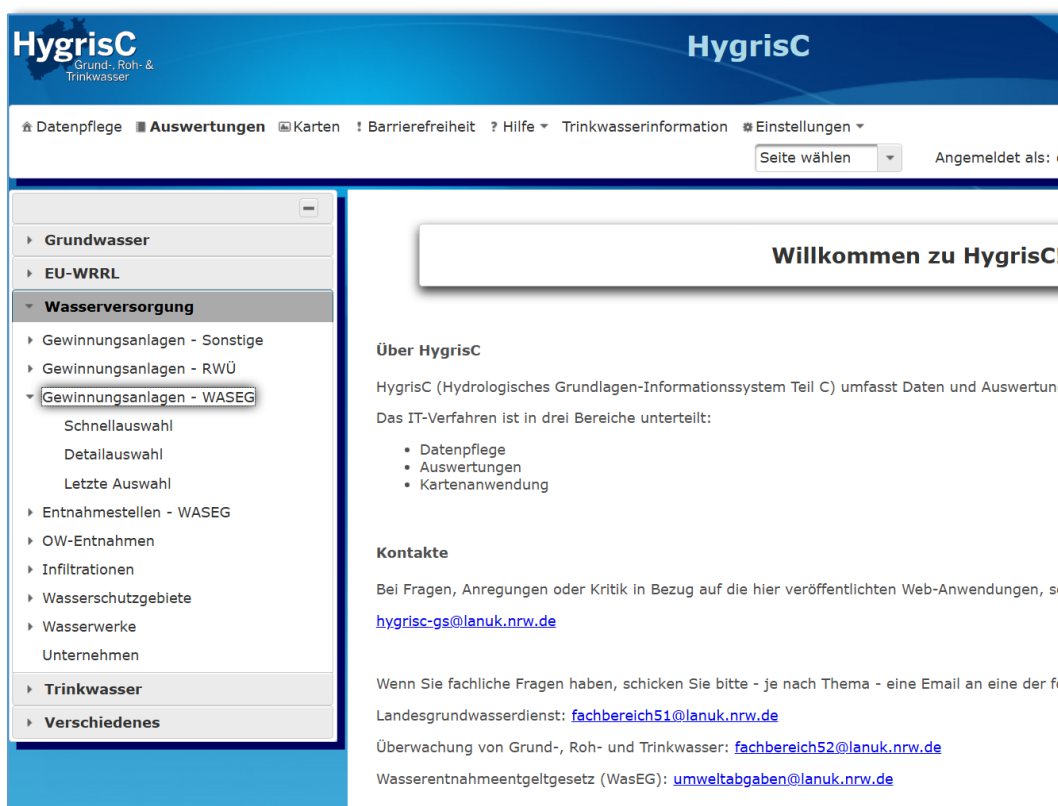 HygrisC
Grund-, Roh- &
Trinkwasser
HygrisC
Datenpflege Auswertungen Karten ! Barrierefreiheit ? Hilfe Trinkwasserinformation Einstellungen
Seite wählen Angemeldet als:
Grundwasser
EU-WRRL
Wasserversorgung
Gewinnungsanlagen - Sonstige
Gewinnungsanlagen - RWÜ
Gewinnungsanlagen - WASEG
Schnellauswahl
Detailauswahl
Letzte Auswahl
Entnahmestellen - WASEG
OW-Entnahmen
Infiltrationen
Wasserschutzgebiete
Wasserwerke
Unternehmen
Trinkwasser
Verschiedenes
Willkommen zu HygrisC!
Über HygrisC
HygrisC (Hydrologisches Grundlagen-Informationssystem Teil C) umfasst Daten und
Das IT-Verfahren ist in drei Bereiche unterteilt:
• Datenpflege
• Auswertungen
• Kartenanwendung
Kontakte
Bei Fragen, Anregungen oder Kritik in Bezug auf die hier veröffentlichten Web-Anwendungen,
hygrisc-gs@lanuk.nrw.de
Wenn Sie fachliche Fragen haben, schicken Sie bitte - je nach Thema - eine Email an eine der
Landesgrundwasserdienst: fachbereich51@lanuk.nrw.de
Überwachung von Grund-, Roh- und Trinkwasser: fachbereich52@lanuk.nrw.de
Wasserentnahmeentgeltgesetz (WasEG): umweltabgaben@lanuk.nrw.de